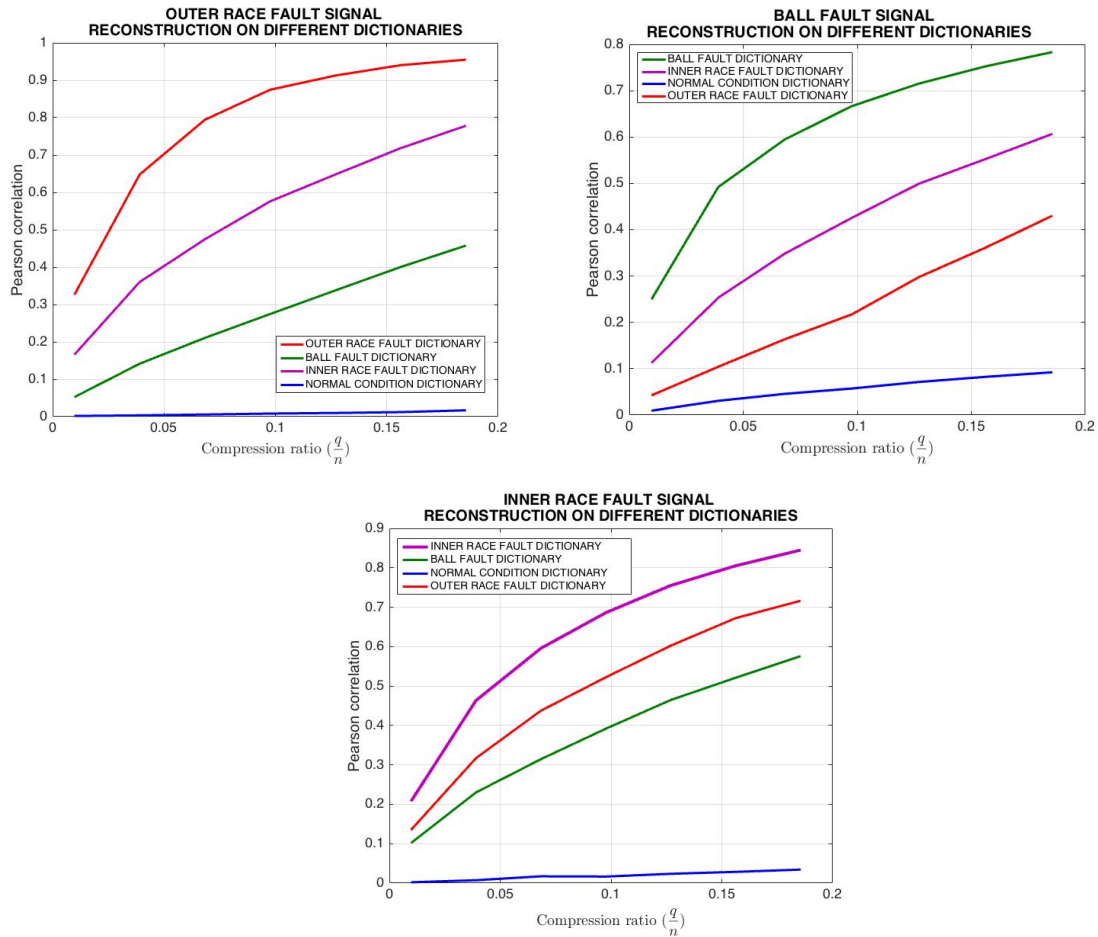 OUTER RACE FAULT SIGNAL
RECONSTRUCTION ON DIFFERENT DICTIONARIES
1
0.9
0.8
0.7
0.6
0.5
0.4
0.3
0.2
0.1
0
Pearson correlation
OUTER RACE FAULT DICTIONARY
BALL FAULT DICTIONARY
INNER RACE FAULT DICTIONARY
NORMAL CONDITION DICTIONARY
0 0.05 0.1 0.15 0.2
Compression ratio (q/n)
BALL FAULT SIGNAL
RECONSTRUCTION ON DIFFERENT DICTIONARIES
0.8
0.7
0.6
0.5
0.4
0.3
0.2
0.1
0
Pearson correlation
BALL FAULT DICTIONARY
INNER RACE FAULT DICTIONARY
NORMAL CONDITION DICTIONARY
OUTER RACE FAULT DICTIONARY
0 0.05 0.1 0.15 0.2
Compression ratio (q/n)
INNER RACE FAULT SIGNAL
RECONSTRUCTION ON DIFFERENT DICTIONARIES
0.9
0.8
0.7
0.6
0.5
0.4
0.3
0.2
0.1
0
Pearson correlation
INNER RACE FAULT DICTIONARY
BALL FAULT DICTIONARY
NORMAL CONDITION DICTIONARY
OUTER RACE FAULT DICTIONARY
0 0.05 0.1 0.15 0.2
Compression ratio (q/n)